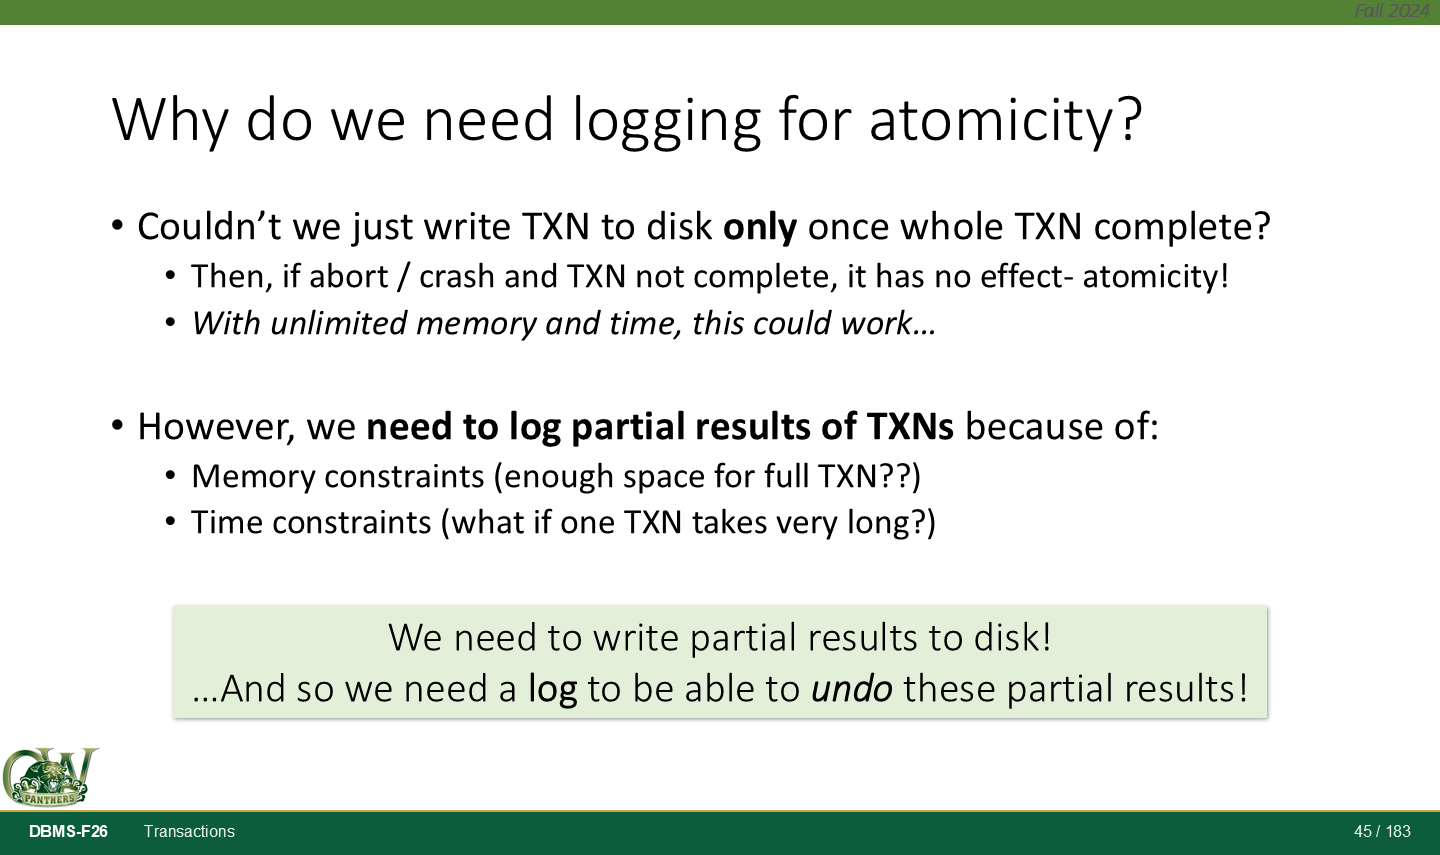 Fall 2024
Why do we need logging for atomicity?
• Couldn’t we just write TXN to disk only once whole TXN complete?
• Then, if abort / crash and TXN not complete, it has no effect- atomicity!
• With unlimited memory and time, this could work…
• However, we need to log partial results of TXNs because of:
• Memory constraints (enough space for full TXN??)
• Time constraints (what if one TXN takes very long?)
We need to write partial results to disk!
…And so we need a log to be able to undo these partial results!
OW
PANTHERS
DBMS-F26 Transactions 45 / 183